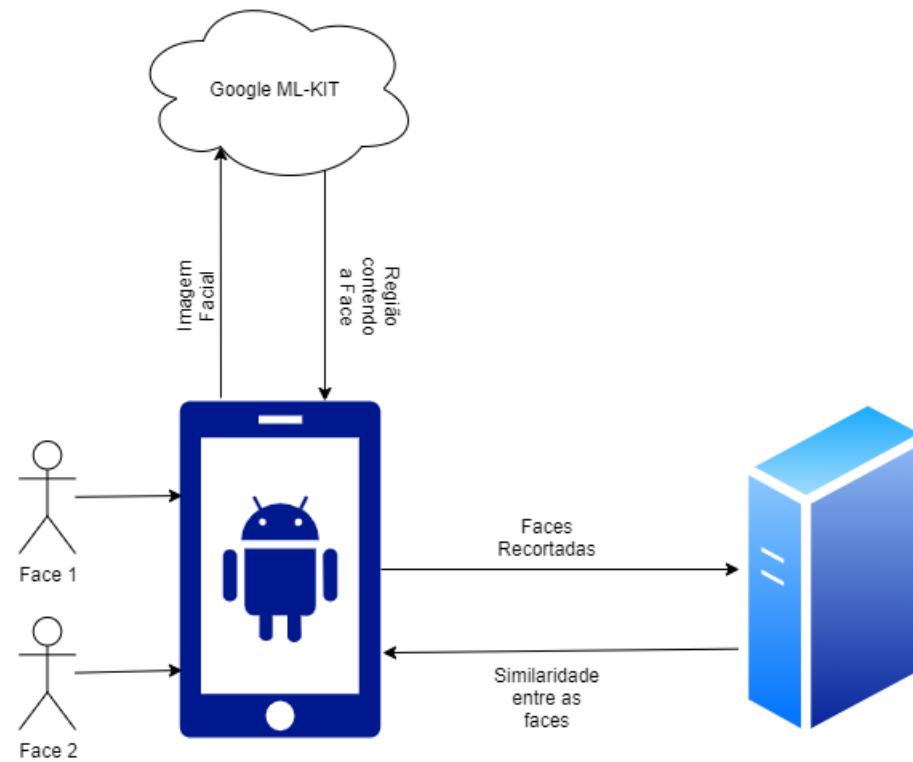 Google ML-KIT
Imagem
Facial
Região
contendo
a Face
Face 1
Faces
Recortadas
Similaridade
entre as
faces
Face 2